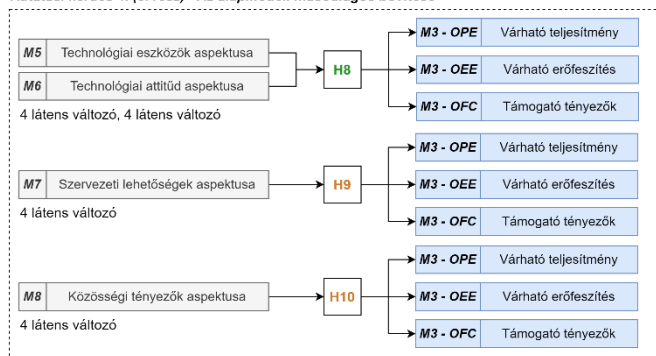 M5 Technológiai eszközök aspektusa
M6 Technológiai attitűd aspektusa
4 látens változó, 4 látens változó
H8
M3 - OPE Várható teljesítmény
M3 - OEE Várható erőfeszítés
M3 - OFC Támogató tényezők
M7 Szervezeti lehetőségek aspektusa
4 látens változó
H9
M3 - OPE Várható teljesítmény
M3 - OEE Várható erőfeszítés
M3 - OFC Támogató tényezők
M8 Közösségi tényezők aspektusa
4 látens változó
H10
M3 - OPE Várható teljesítmény
M3 - OEE Várható erőfeszítés
M3 - OFC Támogató tényezők